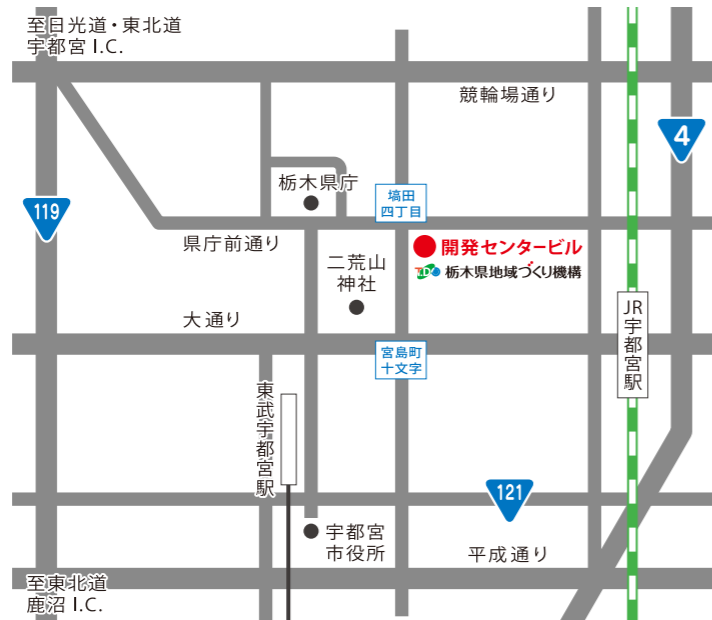 至日光道・東北道
宇都宮 I.C.
競輪場通り
4
栃木県庁
塙田
四丁目
119
県庁前通り
開発センタービル
二荒山
神社
TDC 栃木県地域づくり機構
大通り
JR宇都宮駅
宮島町
十文字
東武宇都宮駅
121
宇都宮
市役所
平成通り
至東北道
鹿沼 I.C.